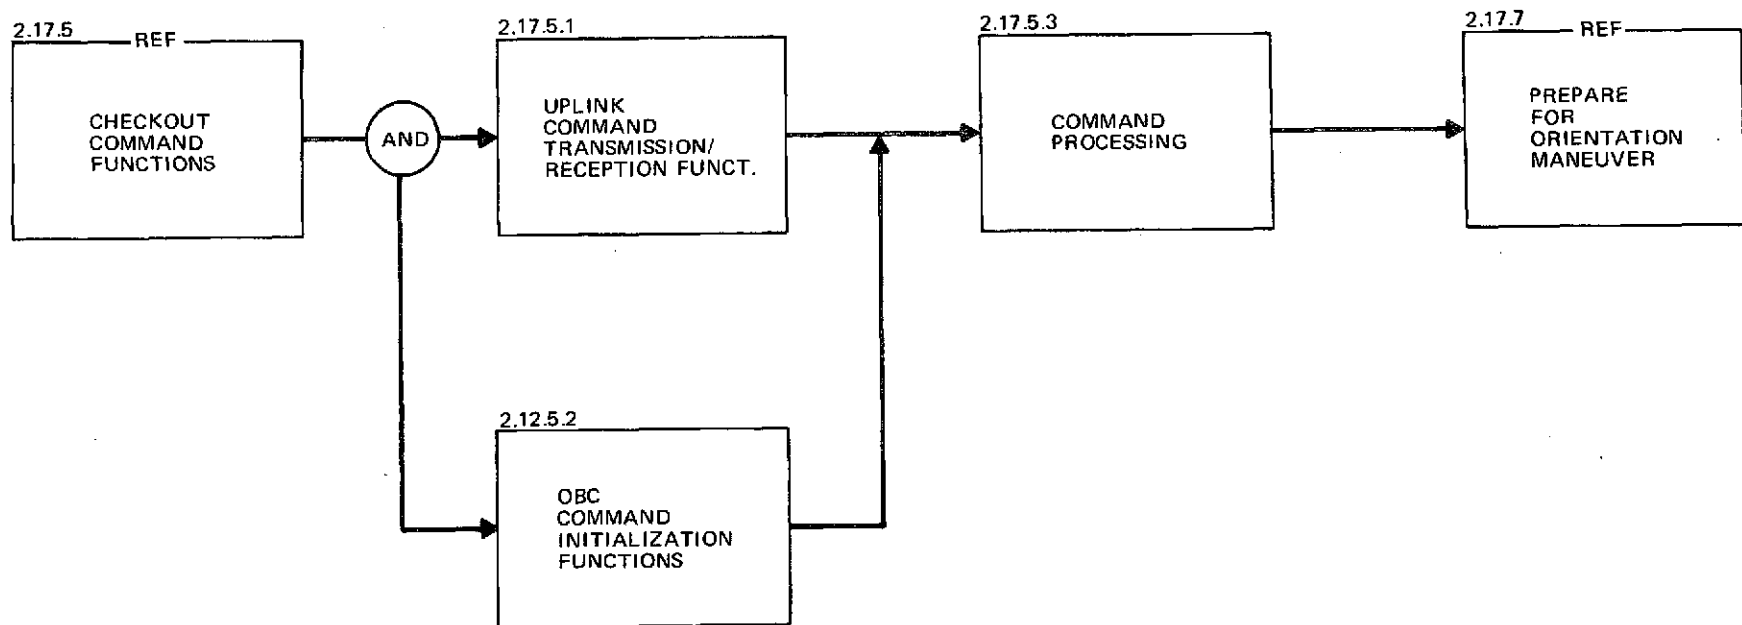 2.17.5
REF
CHECKOUT
COMMAND
FUNCTIONS
AND
2.17.5.1
UPLINK
COMMAND
TRANSMISSION/
RECEPTION FUNCT.
2.12.5.2
OBC
COMMAND
INITIALIZATION
FUNCTIONS
2.17.5.3
COMMAND
PROCESSING
2.17.7
REF
PREPARE
FOR
ORIENTATION
MANEUVER